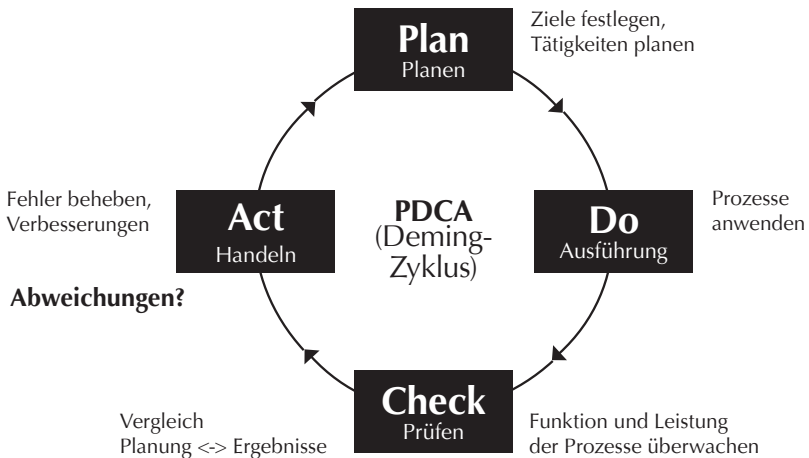 Plan
Planen
Ziele festlegen,
Tätigkeiten planen
Do
Ausführung
Prozesse
anwenden
Check
Prüfen
Funktion und Leistung
der Prozesse überwachen
Vergleich
Planung <-> Ergebnisse
Abweichungen?
Act
Handeln
Fehler beheben,
Verbesserungen
PDCA
(Deming-
Zyklus)